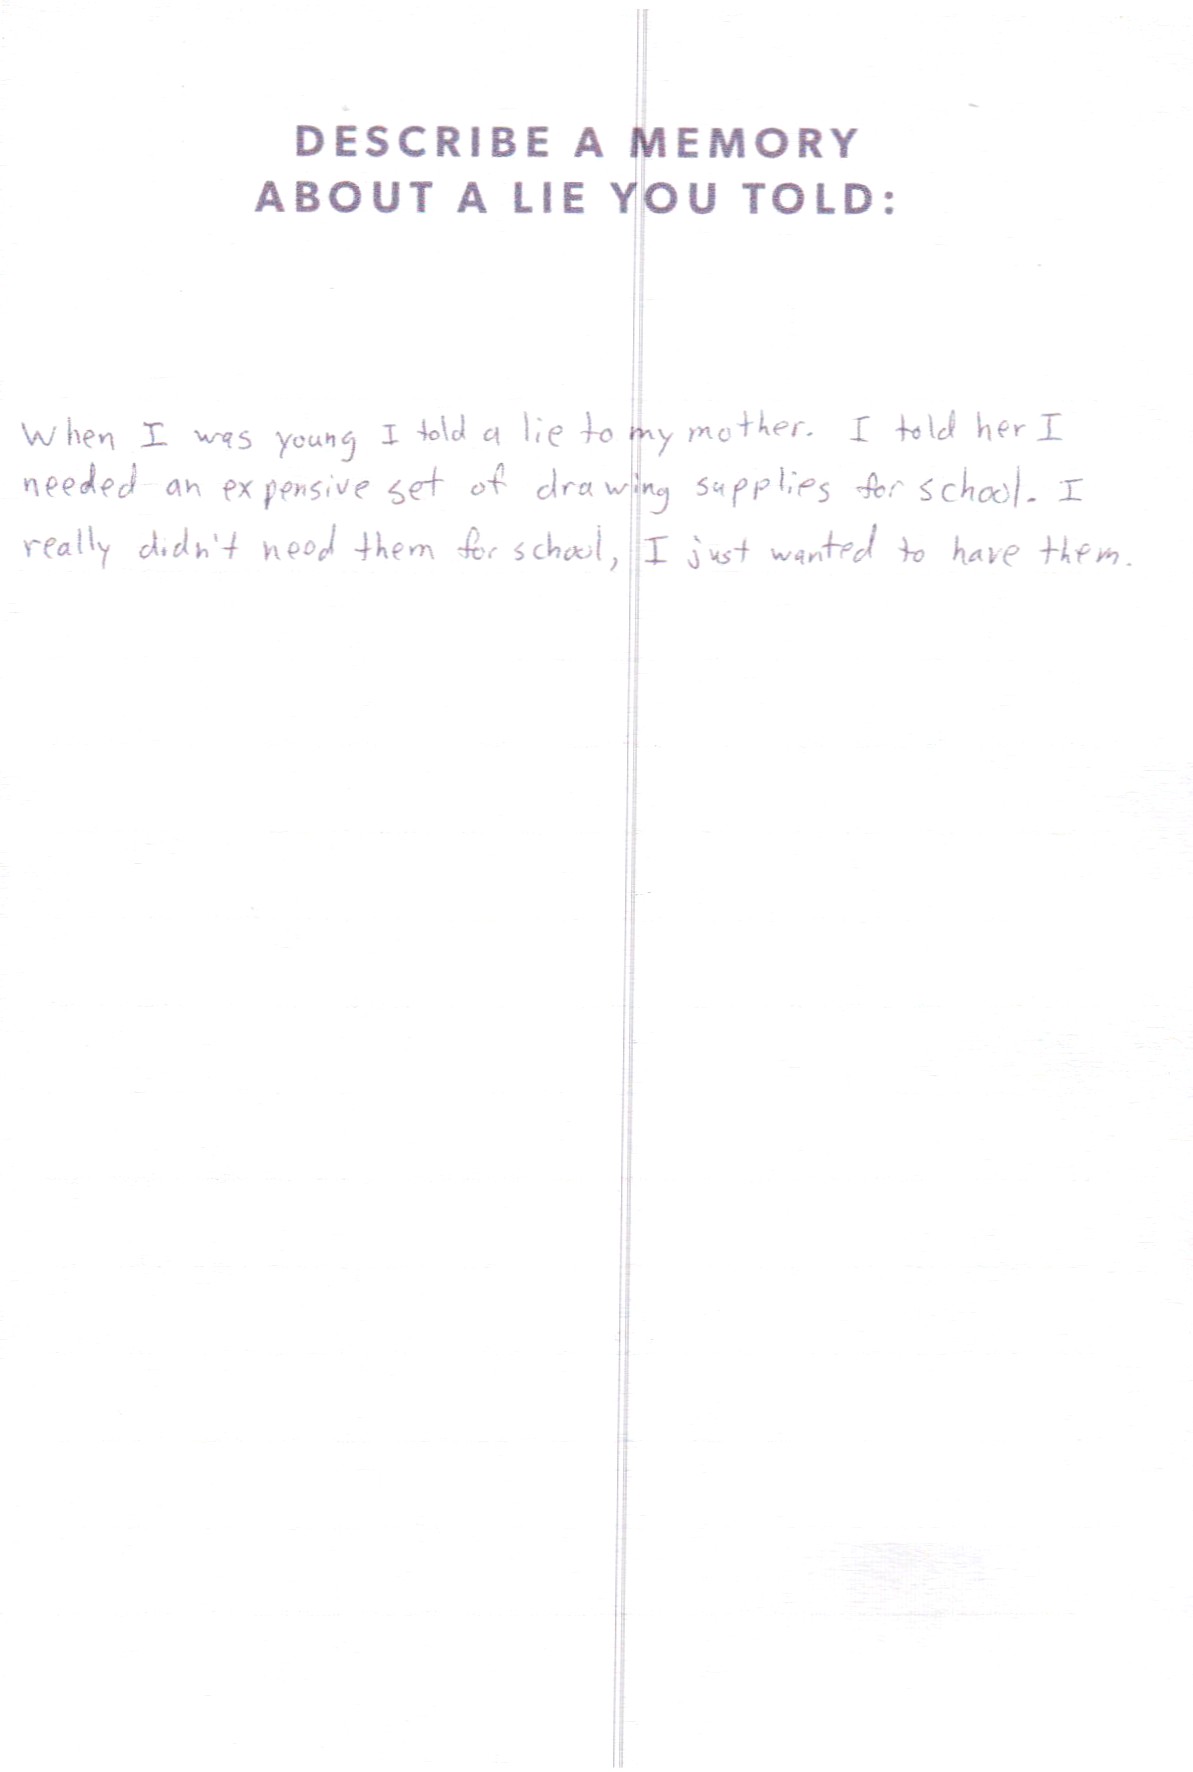 DESCRIBE A MEMORY
ABOUT A LIE YOU TOLD:
When I was young I told a lie to my mother. I told her I
needed an expensive set of drawing supplies for school. I
really didn't need them for school, I just wanted to have them.